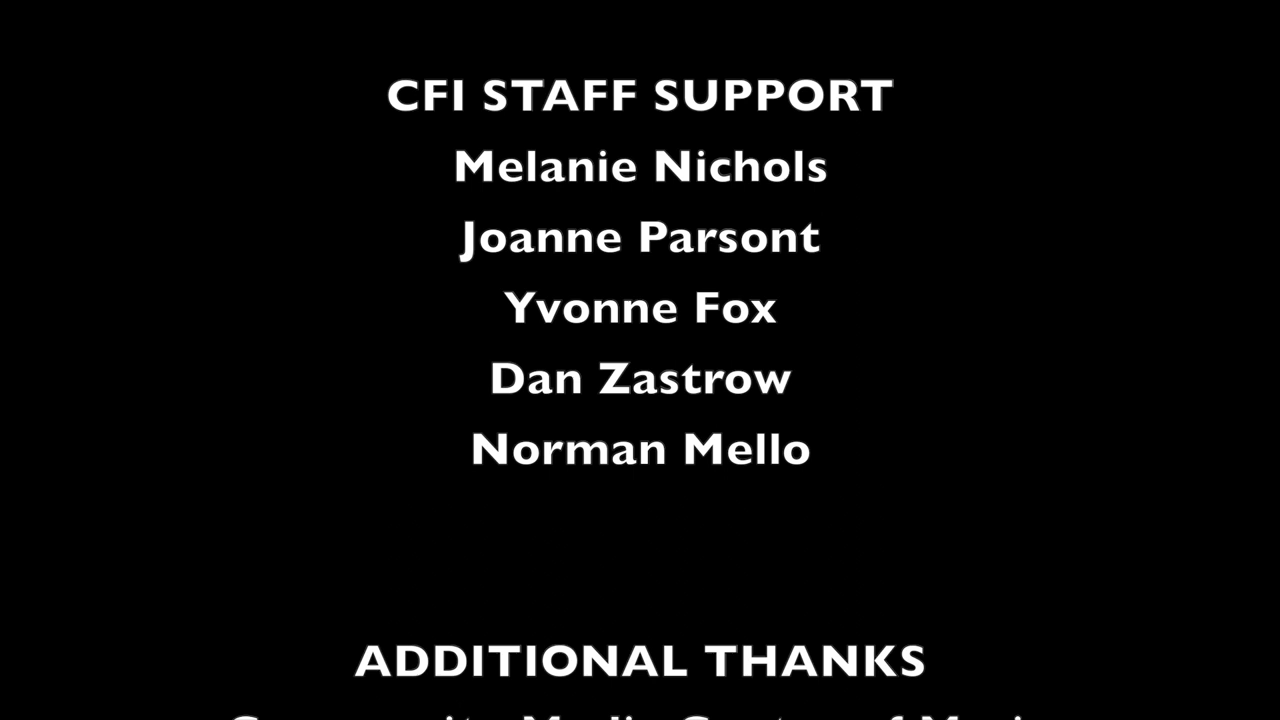 CFI STAFF SUPPORT
Melanie Nichols
Joanne Parsont
Yvonne Fox
Dan Zastrow
Norman Mello
ADDITIONAL THANKS